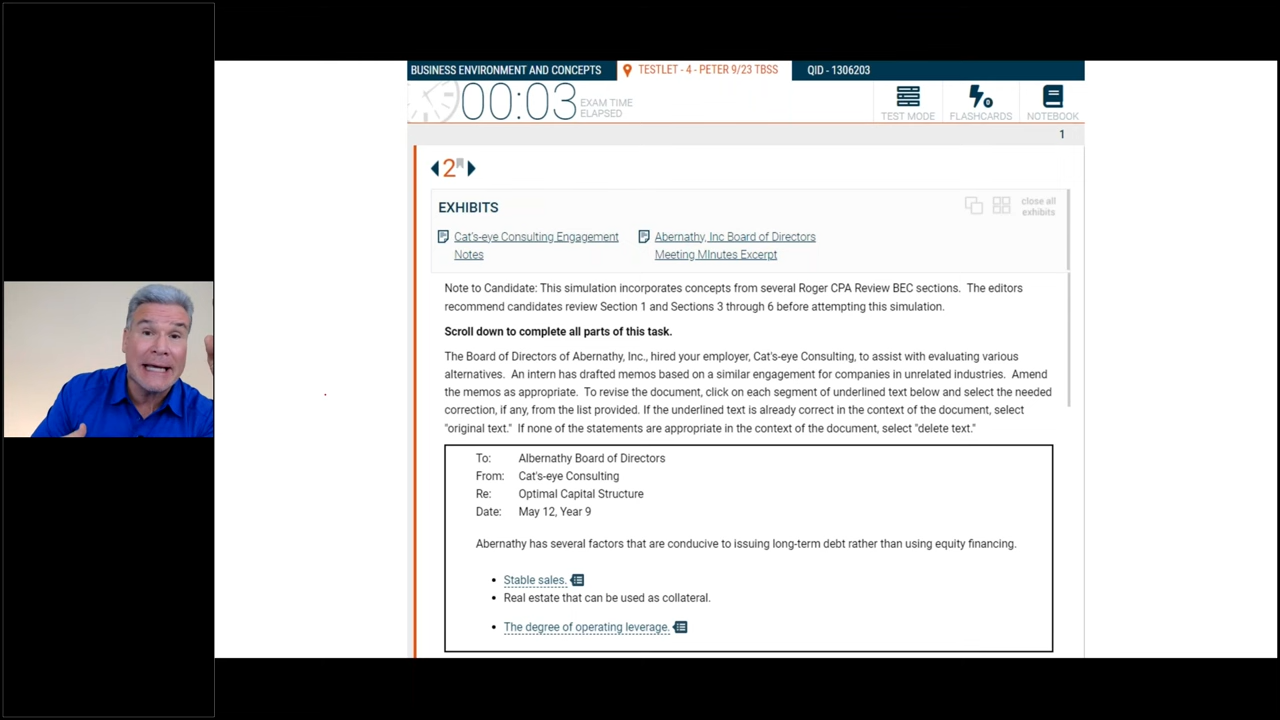 BUSINESS ENVIRONMENT AND CONCEPTS
TESTLET - 4 - PETER 9/23 TBSS
QID - 1306203
00:03
EXAM TIME
ELAPSED
TEST MODE
FLASHCARDS
NOTEBOOK
1
2
EXHIBITS
close all
exhibits
Cat's-eye Consulting Engagement
Notes
Abernathy, Inc Board of Directors
Meeting MInutes Excerpt
Note to Candidate: This simulation incorporates concepts from several Roger CPA Review BEC sections. The editors
recommend candidates review Section 1 and Sections 3 through 6 before attempting this simulation.
Scroll down to complete all parts of this task.
The Board of Directors of Abernathy, Inc., hired your employer, Cat's-eye Consulting, to assist with evaluating various
alternatives. An intern has drafted memos based on a similar engagement for companies in unrelated industries. Amend
the memos as appropriate. To revise the document, click on each segment of underlined text below and select the needed
correction, if any, from the list provided. If the underlined text is already correct in the context of the document, select
"original text." If none of the statements are appropriate in the context of the document, select "delete text."
To: Albernathy Board of Directors
From: Cat's-eye Consulting
Re: Optimal Capital Structure
Date: May 12, Year 9
Abernathy has several factors that are conducive to issuing long-term debt rather than using equity financing.
• Stable sales.
• Real estate that can be used as collateral.
• The degree of operating leverage.